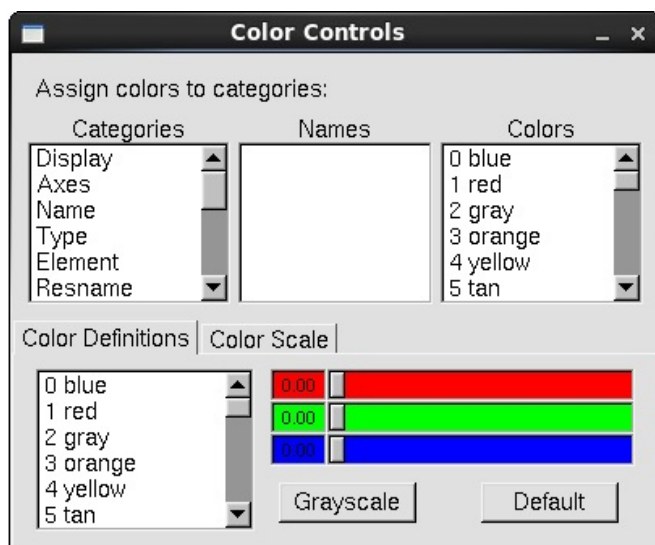 Color Controls
Assign colors to categories:
Categories Names Colors
Display 0 blue
Axes 1 red
Name 2 gray
Type 3 orange
Element 4 yellow
Resname 5 tan
Color Definitions Color Scale
0 blue 0.00
1 red 0.00
2 gray 0.00
3 orange
4 yellow
5 tan
Grayscale Default